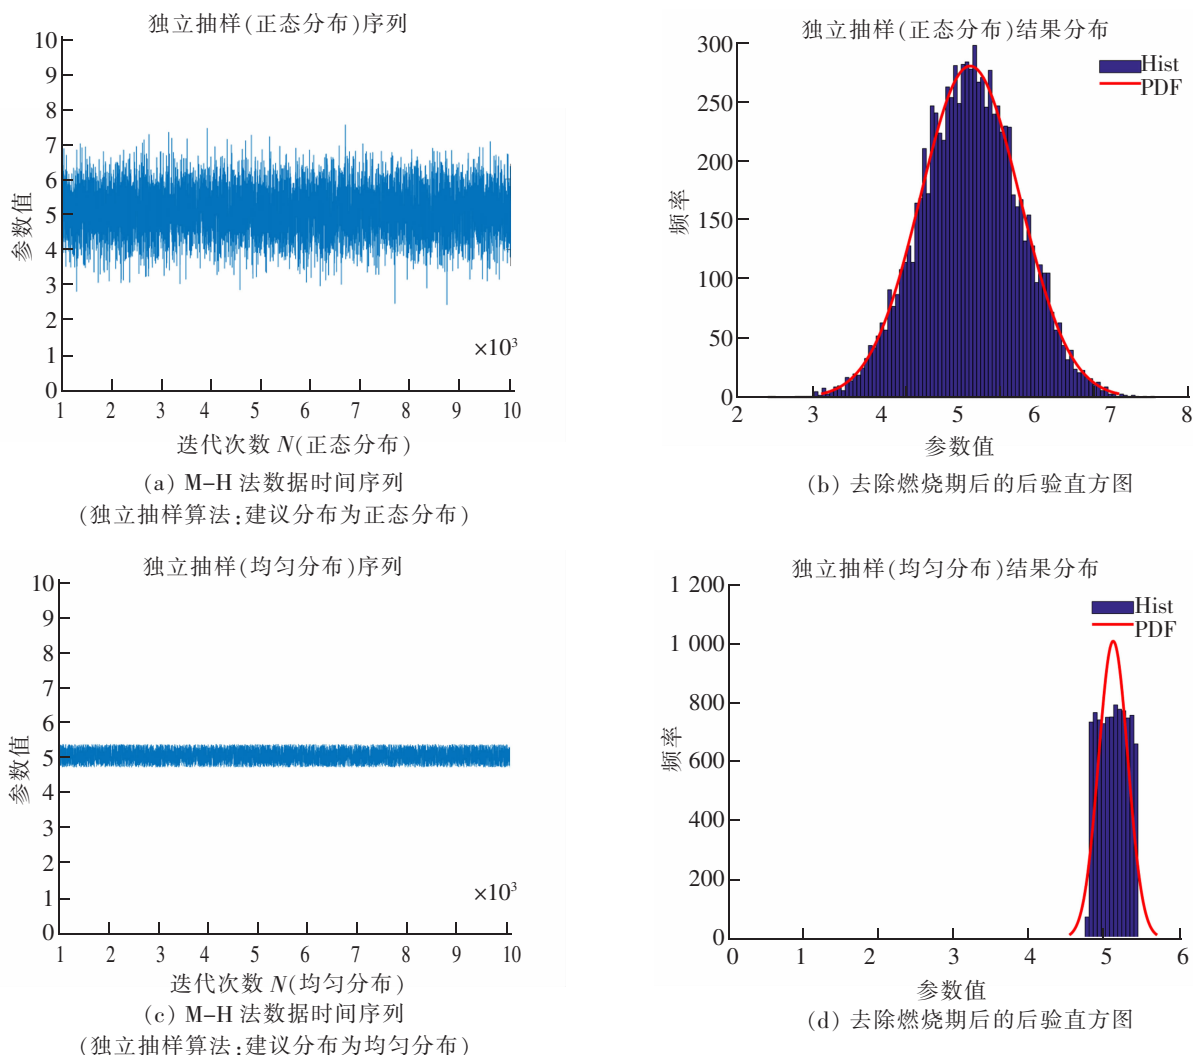 独立抽样(正态分布)序列
10
9
8
7
6
5
4
3
2
1
0
参数值
×10³
1 2 3 4 5 6 7 8 9 10
迭代次数 N(正态分布)
(a) M-H 法数据时间序列
(独立抽样算法:建议分布为正态分布)
独立抽样(正态分布)结果分布
300
250
200
150
100
50
0
频率
Hist
PDF
2 3 4 5 6 7 8
参数值
(b) 去除燃烧期后的后验直方图
独立抽样(均匀分布)序列
10
9
8
7
6
5
4
3
2
1
0
参数值
×10³
1 2 3 4 5 6 7 8 9 10
迭代次数 N(均匀分布)
(c) M-H 法数据时间序列
(独立抽样算法:建议分布为均匀分布)
独立抽样(均匀分布)结果分布
1 200
1 000
800
600
400
200
0
频率
Hist
PDF
0 1 2 3 4 5 6
参数值
(d) 去除燃烧期后的后验直方图